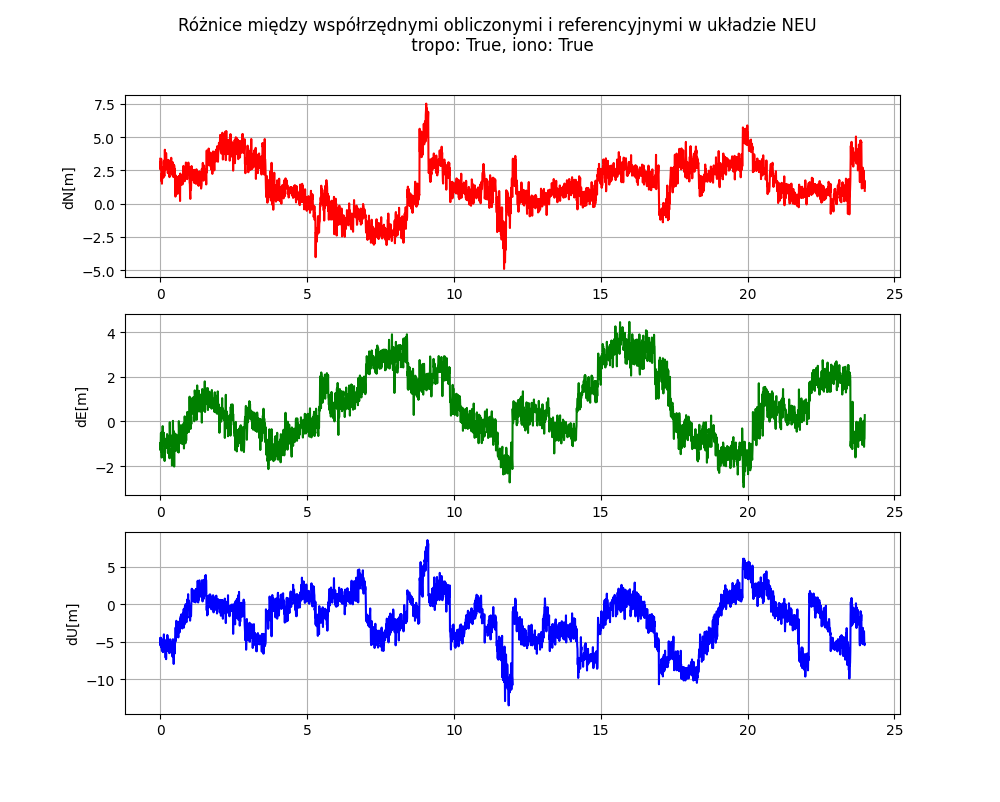 Różnice między współrzędnymi obliczonymi i referencyjnymi w układzie NEU
tropo: True, iono: True
7.5
5.0
2.5
0.0
−2.5
−5.0
dN[m]
0 5 10 15 20 25
4
2
0
−2
dE[m]
0 5 10 15 20 25
5
0
−5
−10
dU[m]
0 5 10 15 20 25